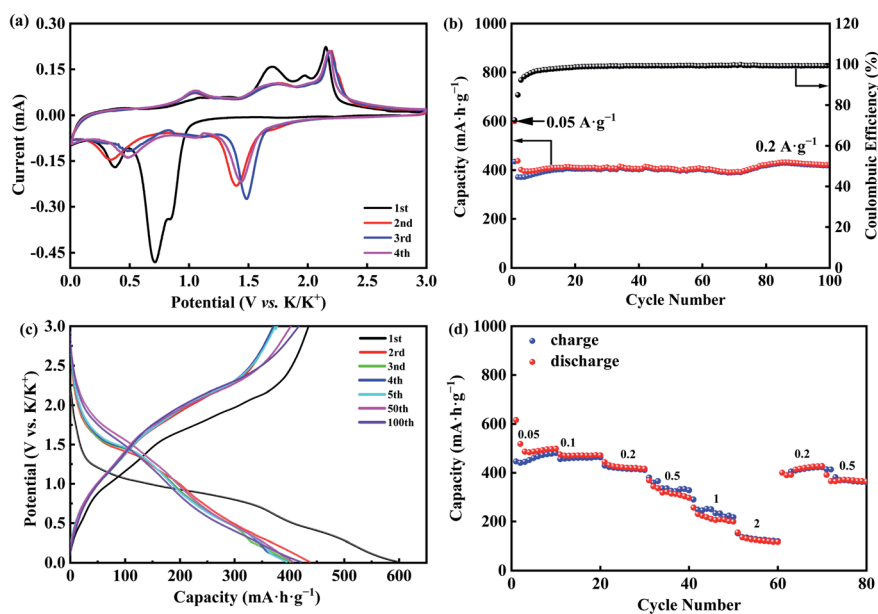 (a)
0.30
0.15
0.00
-0.15
-0.30
-0.45
Current (mA)
1st
2nd
3rd
4th
0.0 0.5 1.0 1.5 2.0 2.5 3.0
Potential (V vs. K/K⁺)
(b)
1000
800
600
400
200
0
Capacity (mA·h·g⁻¹)
0.05 A·g⁻¹
0.2 A·g⁻¹
120
100
80
60
40
20
0
Couloubuic Efficiency (%)
0 20 40 60 80 100
Cycle Number
(c)
3.0
2.5
2.0
1.5
1.0
0.5
0.0
Potential (V vs. K/K⁺)
1st
2rd
3nd
4th
5th
50th
100th
0 100 200 300 400 500 600
Capacity (mA·h·g⁻¹)
(d)
1000
800
600
400
200
0
Capacity (mA·h·g⁻¹)
charge
discharge
0.05
0.1
0.2
0.5
1
2
0.2
0.5
0 20 40 60 80
Cycle Number